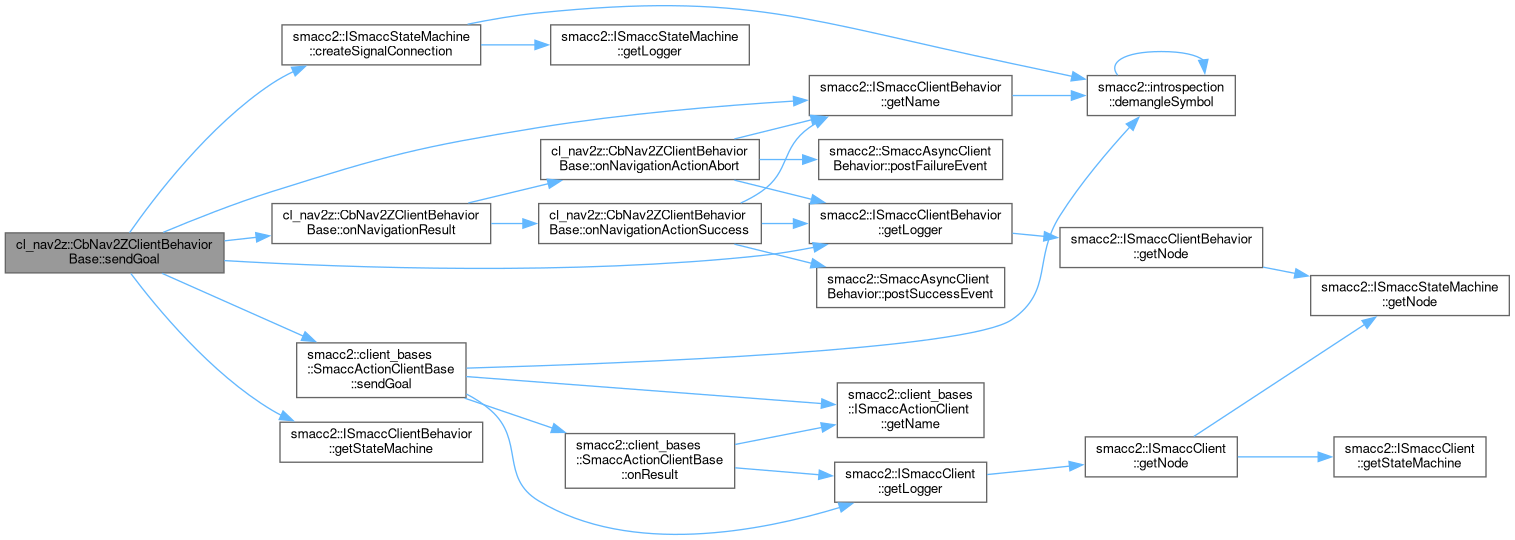 cl_nav2z::CbNav2ZClientBehavior
Base::sendGoal
smacc2::ISmaccStateMachine
::createSignalConnection
smacc2::ISmaccStateMachine
::getLogger
smacc2::introspection
::demangleSymbol
smacc2::ISmaccClientBehavior
::getName
cl_nav2z::CbNav2ZClientBehavior
Base::onNavigationActionAbort
smacc2::SmaccAsyncClient
Behavior::postFailureEvent
cl_nav2z::CbNav2ZClientBehavior
Base::onNavigationResult
cl_nav2z::CbNav2ZClientBehavior
Base::onNavigationActionSuccess
smacc2::ISmaccClientBehavior
::getLogger
smacc2::ISmaccClientBehavior
::getNode
smacc2::SmaccAsyncClient
Behavior::postSuccessEvent
smacc2::ISmaccStateMachine
::getNode
smacc2::client_bases
::SmaccActionClientBase
::sendGoal
smacc2::client_bases
::ISmaccActionClient
::getName
smacc2::ISmaccClientBehavior
::getStateMachine
smacc2::client_bases
::SmaccActionClientBase
::onResult
smacc2::ISmaccClient
::getLogger
smacc2::ISmaccClient
::getNode
smacc2::ISmaccClient
::getStateMachine